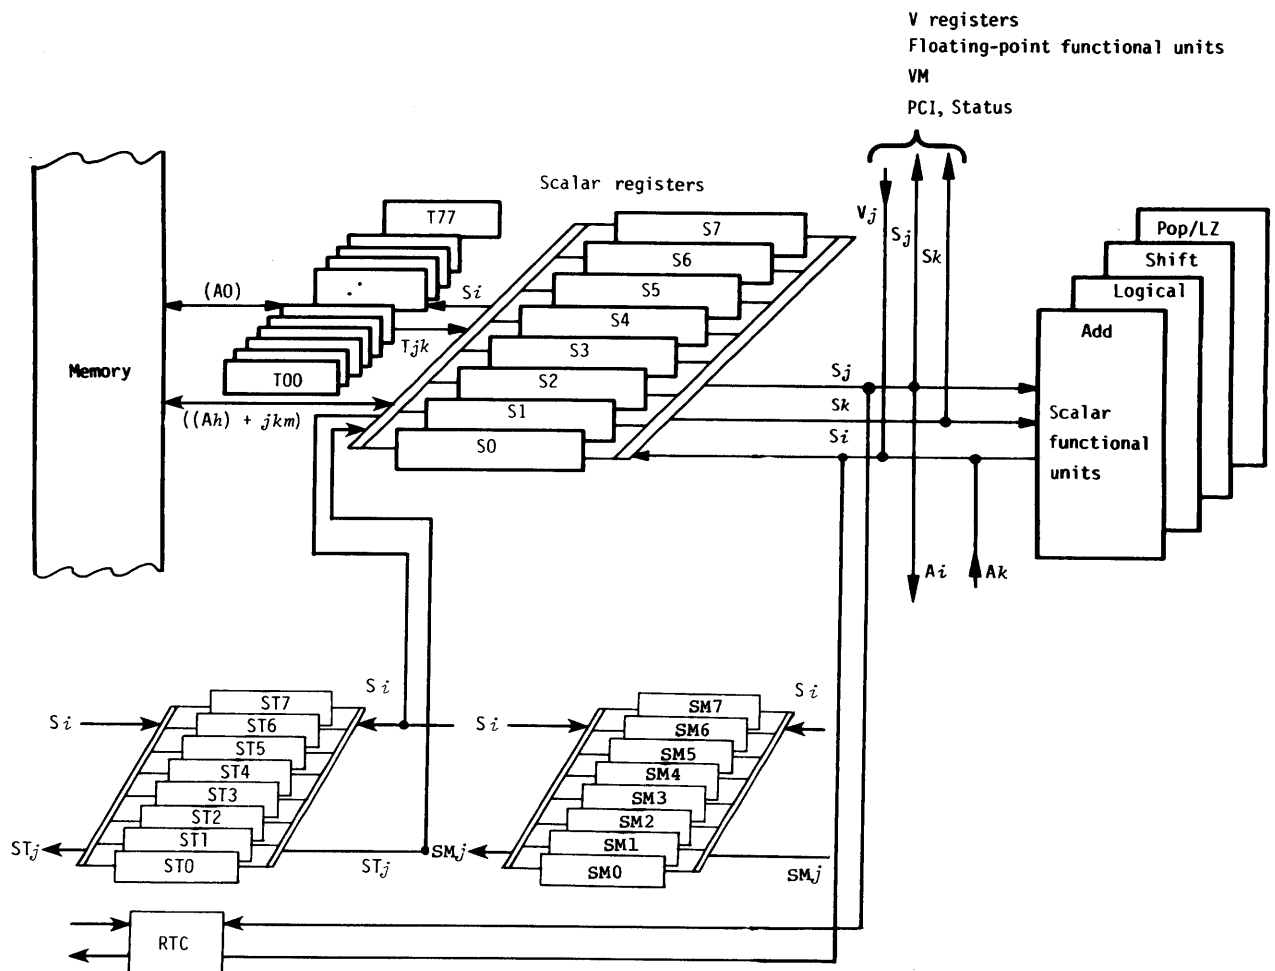 V registers
Floating-point functional units
VM
PCI, Status
Scalar registers
T77
S7
Vj
Sj
Sk
Pop/LZ
S6
Shift
(A0)
Si
S5
Logical
S4
Add
Tjk
S3
Memory
T00
S2
Sj
((Ah) + jkm)
S1
Sk
Scalar
functional
units
S0
Si
Ai
Ak
Si
Si
ST7
SM7
Si
ST6
Si
SM6
ST5
SM5
ST4
SM4
ST3
SM3
ST2
SM2
STj
ST1
SMj
SM1
ST0
STj
SM0
SMj
RTC